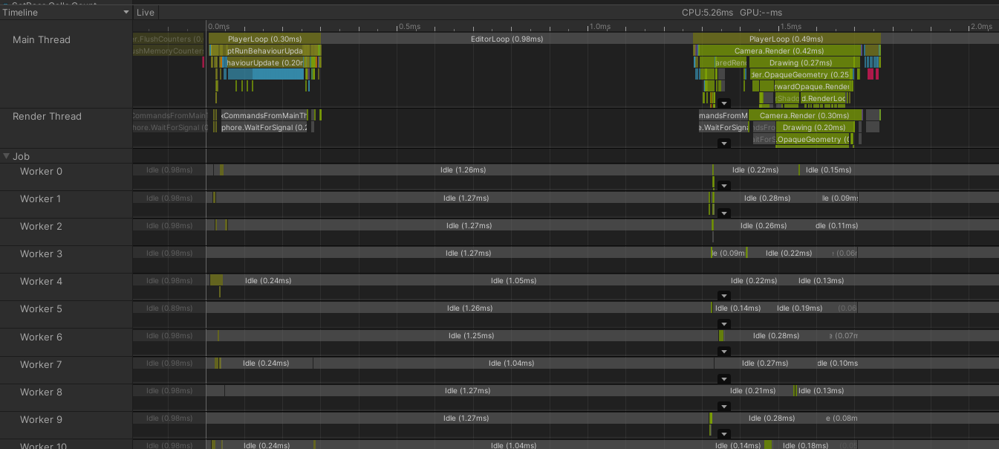 Timeline Live CPU:5.26ms GPU:--ms
0.0ms 0.5ms 1.0ms 1.5ms 2.0ms
Main Thread r.FlushCounters (0. PlayerLoop (0.30ms) EditorLoop (0.98ms) PlayerLoop (0.49ms)
ushMemoryCounters ptRunBehaviourUpda Camera.Render (0.42ms)
haviourUpdate (0.20m aredRend Drawing (0.27ms)
der.OpaqueGeometry (0.25
rwardOpaque.Render
rShado d.RenderLoo
Render Thread CommandsFromMain xCommandsFromMainTh mandsFromM Camera.Render (0.30ms)
hore.WaitForSignal (0 phore.WaitForSignal (0.2 e.WaitForSigna ndsFro Drawing (0.20ms)
aitForS .OpaqueGeometry (0
Job
Worker 0 Idle (0.98ms) Idle (1.26ms) Idle (0.22ms) Idle (0.15ms)
Worker 1 Idle (0.98ms) Idle (1.27ms) Idle (0.28ms) lle (0.09ms
Worker 2 Idle (0.98ms) Idle (1.27ms) Idle (0.26ms) dle (0.11ms)
Worker 3 Idle (0.98ms) Idle (1.27ms) le (0.09m Idle (0.22ms) (0.06m
Worker 4 Idle (0.98ms) Idle (0.24ms) Idle (1.05ms) Idle (0.22ms) Idle (0.13ms)
Worker 5 Idle (0.89ms) Idle (1.26ms) Idle (0.14ms) Idle (0.19ms) (0.06
Worker 6 Idle (0.98ms) Idle (1.25ms) Idle (0.28ms) e (0.07m
Worker 7 Idle (0.98ms) Idle (0.24ms) Idle (1.04ms) Idle (0.27ms) dle (0.10ms
Worker 8 Idle (0.98ms) Idle (1.27ms) Idle (0.21ms) Idle (0.13ms)
Worker 9 Idle (0.98ms) Idle (1.27ms) Idle (0.28ms) e (0.08m
Worker 10 Idle (0.98ms) Idle (0.24ms) Idle (1.04ms) Idle (0.14ms) Idle (0.18ms)